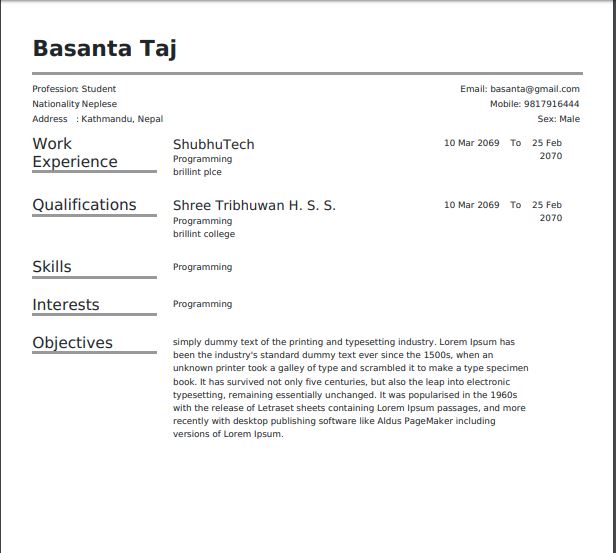 Basanta Taj
Profession: Student Email: basanta@gmail.com
Nationality Neplese Mobile: 9817916444
Address : Kathmandu, Nepal Sex: Male
Work Experience
ShubhuTech 10 Mar 2069 To 25 Feb 2070
Programming
brillint plce
Qualifications
Shree Tribhuwan H. S. S. 10 Mar 2069 To 25 Feb 2070
Programming
brillint college
Skills Programming
Interests Programming
Objectives
simply dummy text of the printing and typesetting industry. Lorem Ipsum has
been the industry's standard dummy text ever since the 1500s, when an
unknown printer took a galley of type and scrambled it to make a type specimen
book. It has survived not only five centuries, but also the leap into electronic
typesetting, remaining essentially unchanged. It was popularised in the 1960s
with the release of Letraset sheets containing Lorem Ipsum passages, and more
recently with desktop publishing software like Aldus PageMaker including
versions of Lorem Ipsum.